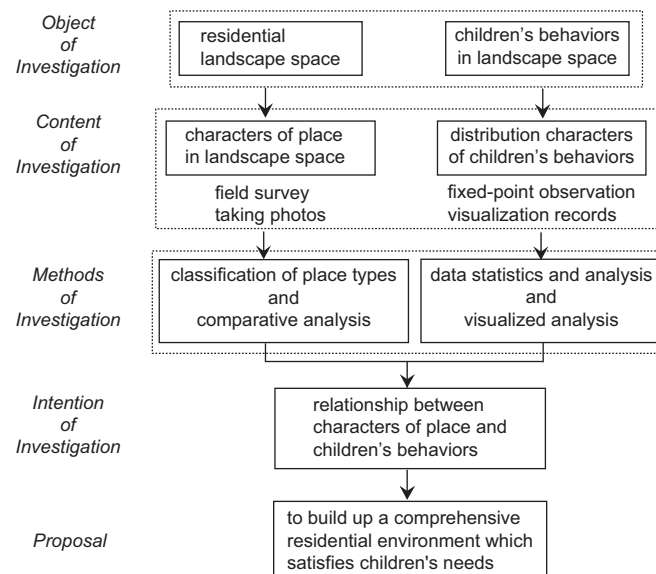 Object
of
Investigation
residential
landscape space
children's behaviors
in landscape space
Content
of
Investigation
characters of place
in landscape space
distribution characters
of children's behaviors
field survey
taking photos
fixed-point observation
visualization records
Methods
of
Investigation
classification of place types
and
comparative analysis
data statistics and analysis
and
visualized analysis
Intention
of
Investigation
relationship between
characters of place and
children's behaviors
Proposal
to build up a comprehensive
residential environment which
satisfies children's needs